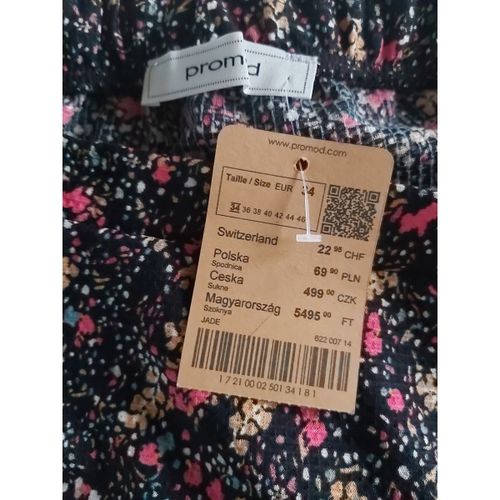 promod
www.promod.com
Taille / Size EUR 34
34 36 38 40 42 44 46
Switzerland 22 95 CHF
Polska 69 90 PLN
Spodnica
Ceska 499 00 CZK
Sukne
Magyarország 5495 00 FT
Szoknya
JADE
622 007 14
1 7 21 00 02 501 34 1 8 1